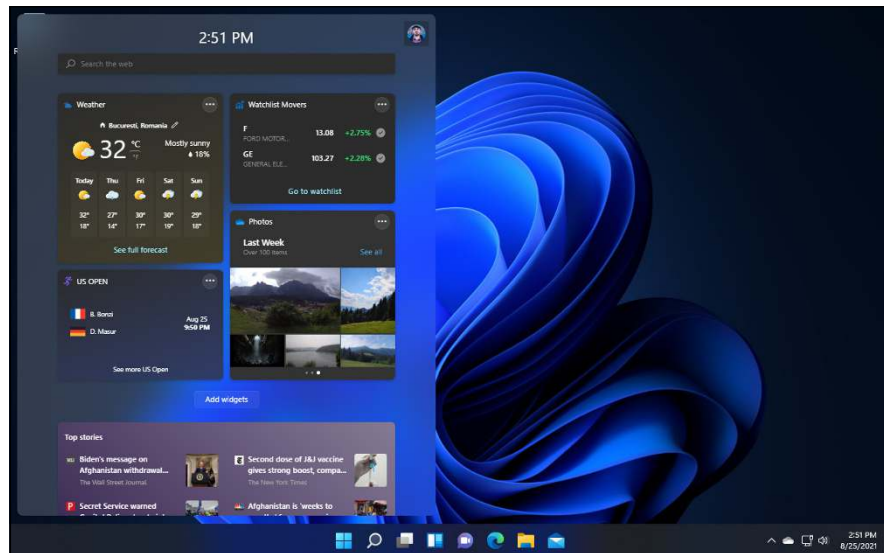 2:51 PM
Search the web
Weather
Bucuresti, Romania
32 °C
°F
Mostly sunny
18%
Today Thu Fri Sat Sun
32° 27° 30° 30° 29°
18° 14° 17° 19° 18°
See full forecast
Watchlist Movers
F
FORD MOTOR...
13.08 +2.75%
GE
GENERAL ELE...
103.27 +2.28%
Go to watchlist
Photos
Last Week
Over 100 items
See all
US OPEN
B. Bonzi
D. Masur
Aug 25
9:50 PM
See more US Open
Add widgets
Top stories
Biden's message on
Afghanistan withdrawal...
The Wall Street Journal
Second dose of J&J vaccine
gives strong boost, compa...
The New York Times
Secret Service warned
Afghanistan is 'weeks to
2:51 PM
8/25/2021